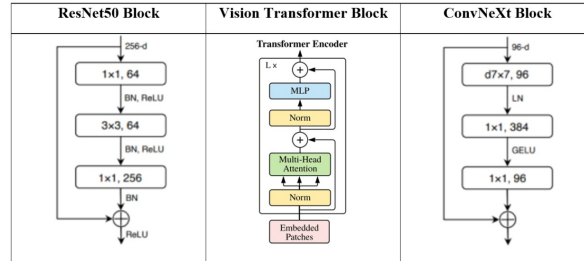 ResNet50 Block
Vision Transformer Block
ConvNeXt Block
256-d
1×1, 64
BN, ReLU
3×3, 64
BN, ReLU
1×1, 256
BN
ReLU
Transformer Encoder
L ×
+
MLP
Norm
+
Multi-Head
Attention
Norm
Embedded
Patches
96-d
d7×7, 96
LN
1×1, 384
GELU
1×1, 96